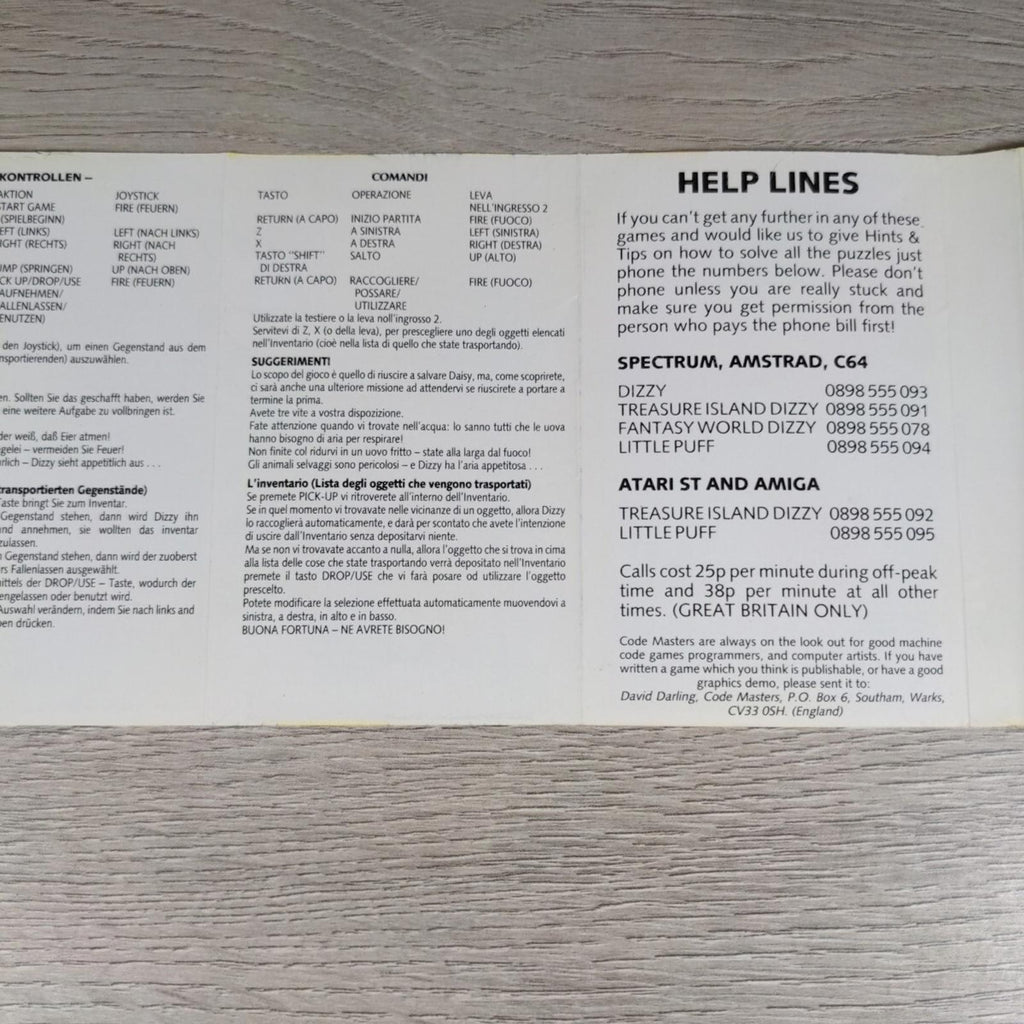 KONTROLLEN –
AKTION JOYSTICK
START GAME FIRE (FEUERN)
(SPIELBEGINN)
EFT (LINKS) LEFT (NACH LINKS)
IGHT (RECHTS) RIGHT (NACH
RECHTS)
MP (SPRINGEN) UP (NACH OBEN)
CK UP/DROP/USE FIRE (FEUERN)
AUFNEHMEN/
ALLENLASSEN/
ENUTZEN)
den Joystick), um einen Gegenstand aus dem
nsportierenden) auszuwählen.
en. Sollten Sie das geschafft haben, werden Sie
eine weitere Aufgabe zu vollbringen ist.
der weiß, daß Eier atmen!
gelei – vermeiden Sie Feuer!
rlich – Dizzy sieht appetitlich aus . . .
transportierten Gegenstände)
Taste bringt Sie zum Inventar.
Gegenstand stehen, dann wird Dizzy ihn
nd annehmen, sie wollten das inventar
zulassen.
Gegenstand stehen, dann wird der zuoberst
rs Fallenlassen ausgewählt.
ittels der DROP/USE – Taste, wodurch der
engelassen oder benutzt wird.
Auswahl verändern, indem Sie nach links and
en drücken.
COMANDI
TASTO OPERAZIONE LEVA
NELL'INGRESSO 2
RETURN (A CAPO) INIZIO PARTITA FIRE (FUOCO)
Z A SINISTRA LEFT (SINISTRA)
X A DESTRA RIGHT (DESTRA)
TASTO "SHIFT" SALTO UP (ALTO)
DI DESTRA
RETURN (A CAPO) RACCOGLIERE/ FIRE (FUOCO)
POSSARE/
UTILIZZARE
Utilizzate la testiere o la leva noll'ingresso 2.
Servitevi di Z, X (o della leva), per prescegliere uno degli oggetti elencati
nell'Inventario (cioè nella lista di quello che state trasportando).
SUGGERIMENTI
Lo scopo del gioco è quello di riuscire a salvare Daisy, ma, come scoprirete,
ci sarà anche una ulteriore missione ad attendervi se riuscirete a portare a
termine la prima.
Avete tre vite a vostra dispozizione.
Fate attenzione quando vi trovate nell'acqua: lo sanno tutti che le uova
hanno bisogno di aria per respirare!
Non finite col ridurvi in un uovo fritto – state alla larga dal fuoco!
Gli animali selvaggi sono pericolosi – e Dizzy ha l'aria appetitosa . . .
L'inventario (Lista degli oggetti che vengono trasportati)
Se premete PICK-UP vi ritroverete all'interno dell'Inventario.
Se in quel momento vi trovavate nelle vicinanze di un oggetto, allora Dizzy
lo raccoglierà automaticamente, e darà per scontato che avete l'intenzione
di uscire dall'Inventario senza depositarvi niente.
Ma se non vi trovavate accanto a nulla, allora l'oggetto che si trova in cima
alla lista delle cose che state trasportando verrà depositato nell'Inventario
premete il tasto DROP/USE che vi farà posare od utilizzare l'oggetto
prescelto.
Potete modificare la selezione effettuata automaticamente muovendovi a
sinistra, a destra, in alto e in basso.
BUONA FORTUNA – NE AVRETE BISOGNO!
HELP LINES
If you can't get any further in any of these
games and would like us to give Hints &
Tips on how to solve all the puzzles just
phone the numbers below. Please don't
phone unless you are really stuck and
make sure you get permission from the
person who pays the phone bill first!
SPECTRUM, AMSTRAD, C64
DIZZY 0898 555 093
TREASURE ISLAND DIZZY 0898 555 091
FANTASY WORLD DIZZY 0898 555 078
LITTLE PUFF 0898 555 094
ATARI ST AND AMIGA
TREASURE ISLAND DIZZY 0898 555 092
LITTLE PUFF 0898 555 095
Calls cost 25p per minute during off-peak
time and 38p per minute at all other
times. (GREAT BRITAIN ONLY)
Code Masters are always on the look out for good machine
code games programmers, and computer artists. If you have
written a game which you think is publishable, or have a good
graphics demo, please sent it to:
David Darling, Code Masters, P.O. Box 6, Southam, Warks,
CV33 0SH. (England)